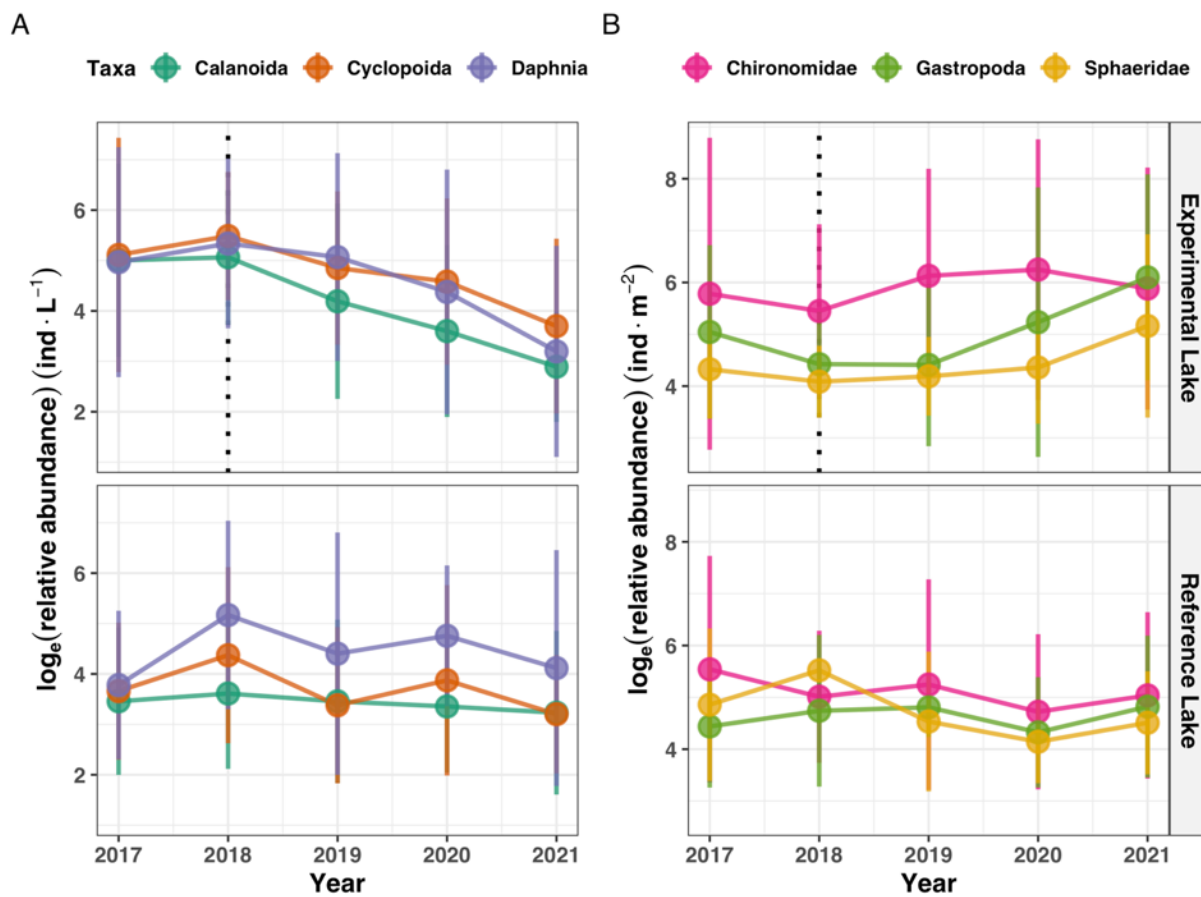 A
B
Taxa Calanoida Cyclopoida Daphnia
Chironomidae Gastropoda Sphaeridae
logₑ(relative abundance) (ind · L⁻¹)
6
4
2
6
4
2
2017 2018 2019 2020 2021
Year
logₑ(relative abundance) (ind · m⁻²)
8
6
4
8
6
4
2017 2018 2019 2020 2021
Year
Experimental Lake
Reference Lake